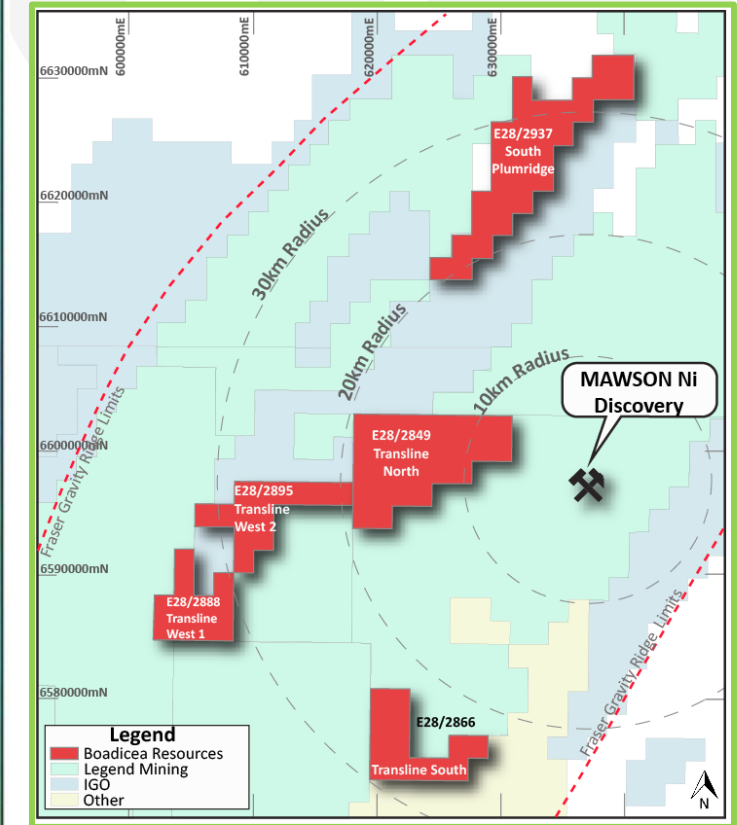 600000mE
610000mE
620000mE
630000mE
6630000mN
6620000mN
6610000mN
6600000mN
6590000mN
6580000mN
E28/2937
South
Plumridge
30km Radius
20km Radius
10km Radius
MAWSON Ni
Discovery
E28/2849
Transline
North
E28/2895
Transline
West 2
E28/2888
Transline
West 1
E28/2866
Transline South
Fraser Gravity Ridge Limits
Fraser Gravity Ridge Limits
Legend
Boadicea Resources
Legend Mining
IGO
Other
N